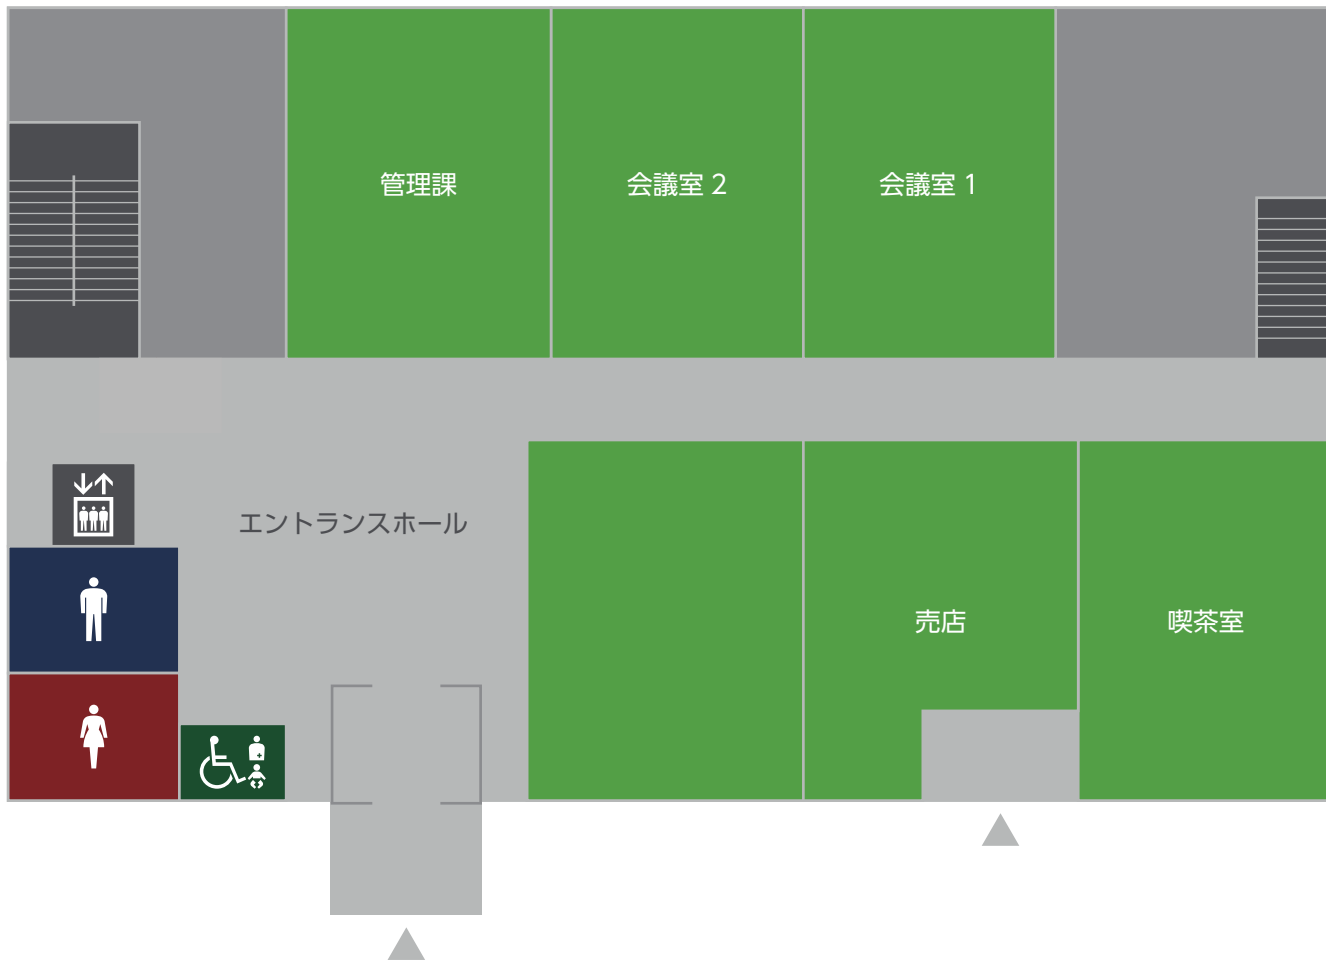 管理課
会議室 2
会議室 1
エントランスホール
売店
喫茶室